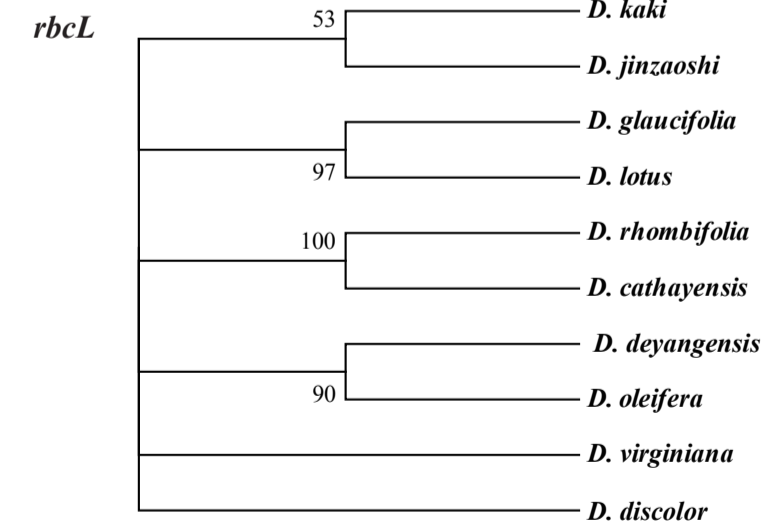 rbcL
53
D. kaki
D. jinzaoshi
D. glaucifolia
97
D. lotus
100
D. rhombifolia
D. cathayensis
D. deyangensis
90
D. oleifera
D. virginiana
D. discolor